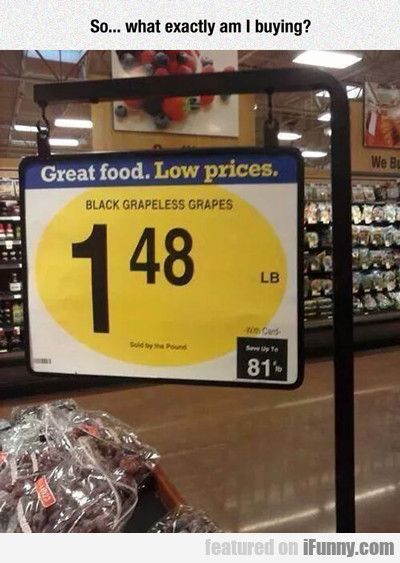 So... what exactly am I buying?
We Bu
Great food. Low prices.
BLACK GRAPELESS GRAPES
1 48
LB
With Card
Sold by the Pound
Save Up To
81
featured on iFunny.com